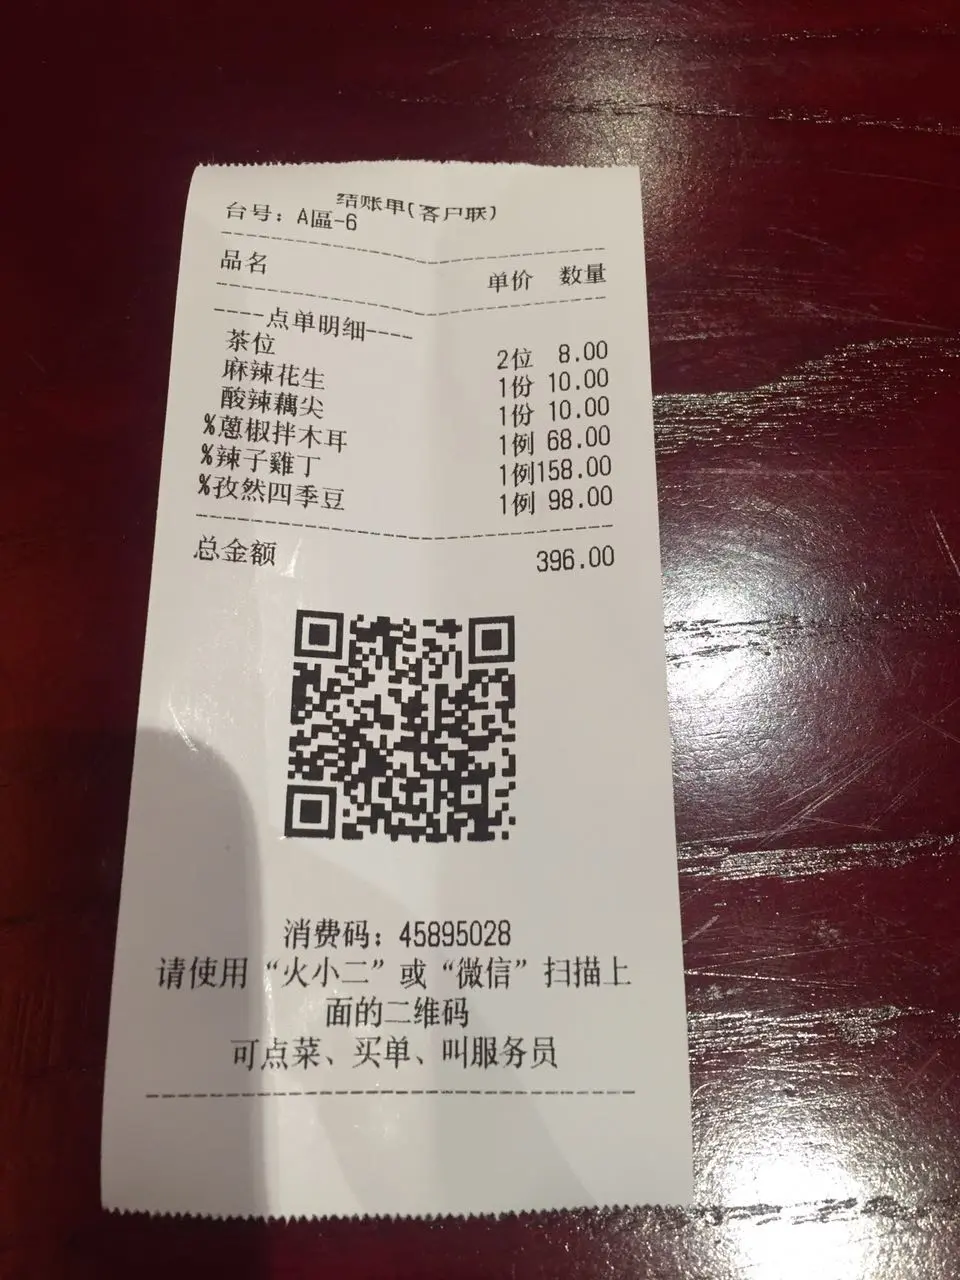 结账单(客户联)
台号：A區-6
品名 单价 数量
----点单明细----
茶位 2位 8.00
麻辣花生 1份 10.00
酸辣藕尖 1份 10.00
%蔥椒拌木耳 1例 68.00
%辣子雞丁 1例158.00
%孜然四季豆 1例 98.00
总金额 396.00
消费码：45895028
请使用“火小二”或“微信”扫描上
面的二维码
可点菜、买单、叫服务员